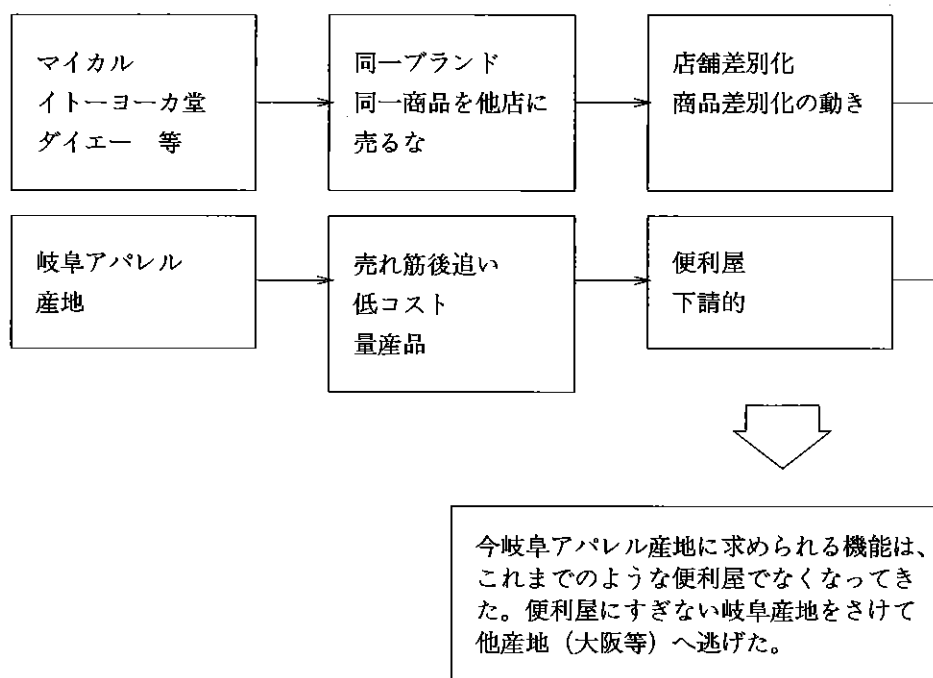 マイカル
イトーヨーカ堂
ダイエー　等
同一ブランド
同一商品を他店に
売るな
店舗差別化
商品差別化の動き
岐阜アパレル
産地
売れ筋後追い
低コスト
量産品
便利屋
下請的
今岐阜アパレル産地に求められる機能は、
これまでのような便利屋でなくなってき
た。便利屋にすぎない岐阜産地をさけて
他産地（大阪等）へ逃げた。